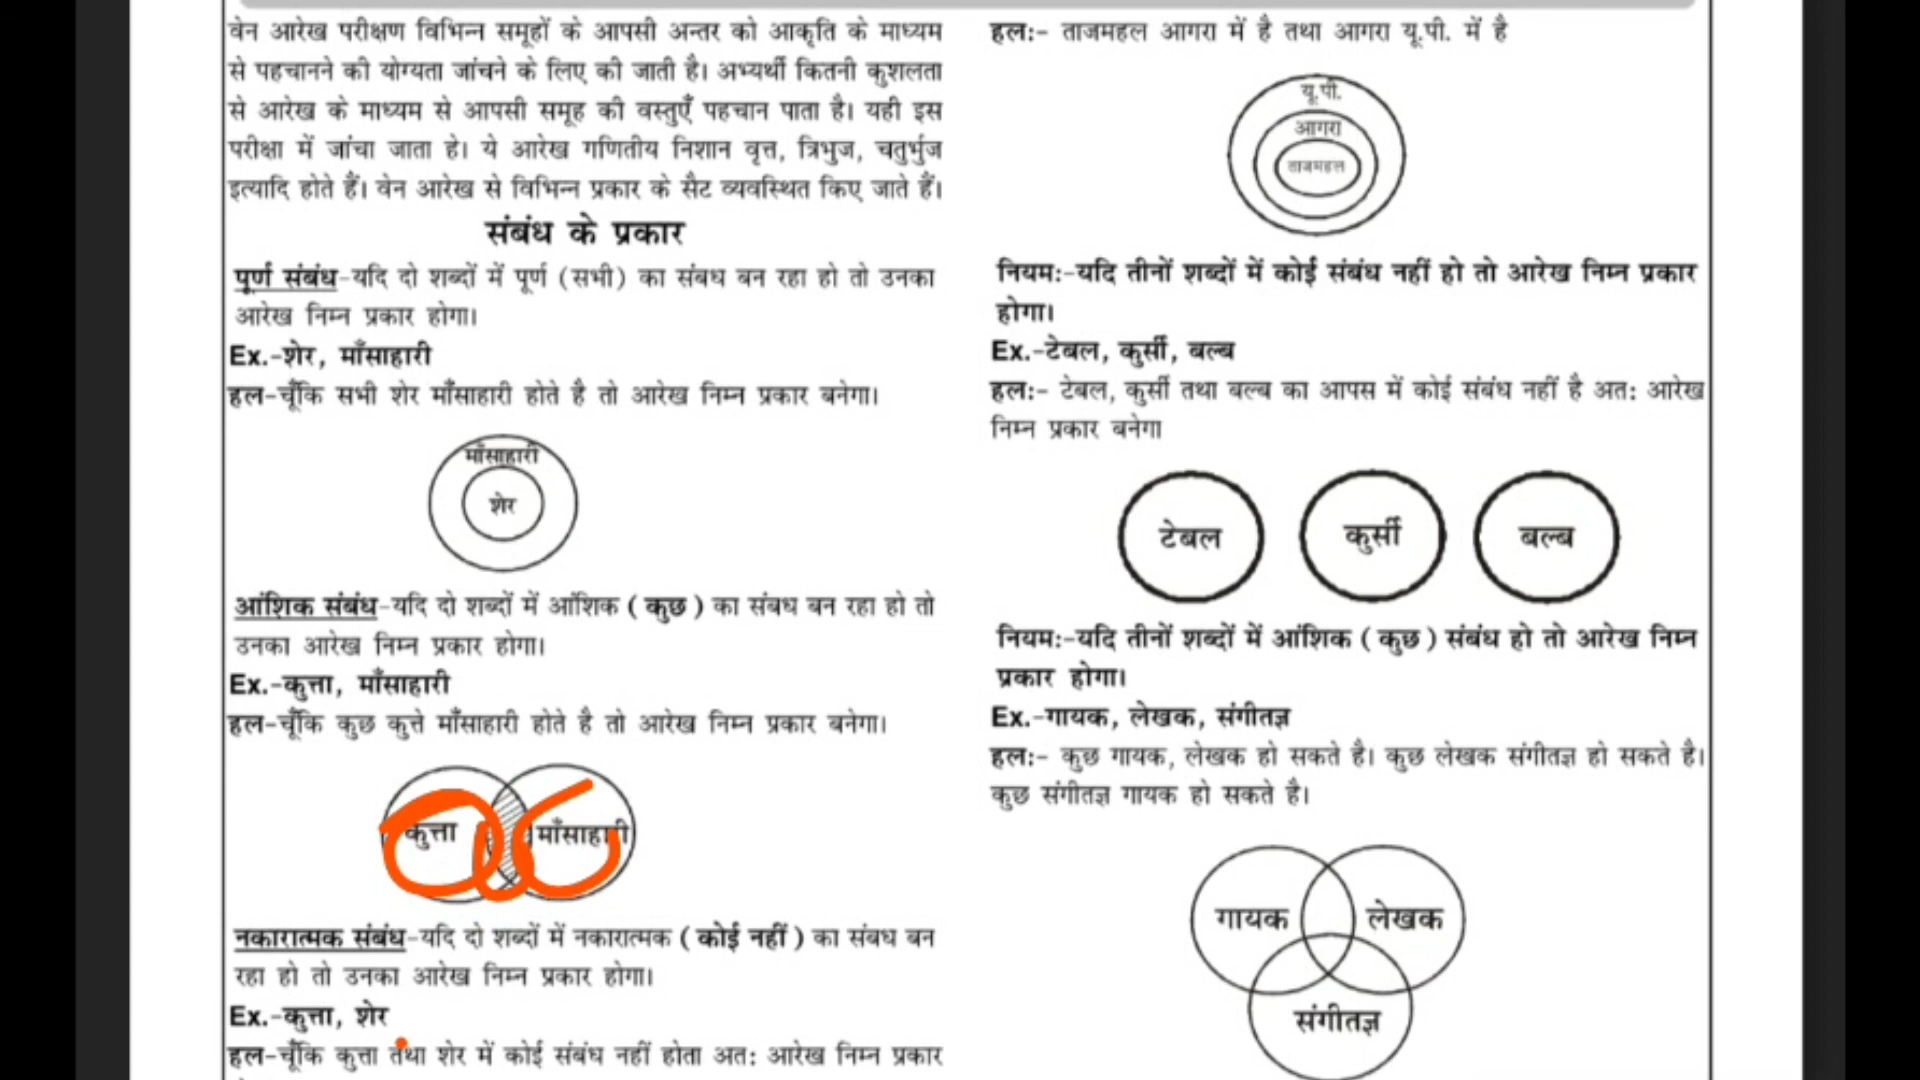 वेन आरेख परीक्षण विभिन्न समूहों के आपसी अन्तर को आकृति के माध्यम
से पहचानने की योग्यता जांचने के लिए की जाती है। अभ्यर्थी कितनी कुशलता
से आरेख के माध्यम से आपसी समूह की वस्तुएँ पहचान पाता है। यही इस
परीक्षा में जांचा जाता हे। ये आरेख गणितीय निशान वृत्त, त्रिभुज, चतुर्भुज
इत्यादि होते हैं। वेन आरेख से विभिन्न प्रकार के सैट व्यवस्थित किए जाते हैं।
संबंध के प्रकार
पूर्ण संबंध-यदि दो शब्दों में पूर्ण (सभी) का संबध बन रहा हो तो उनका
आरेख निम्न प्रकार होगा।
Ex.-शेर, माँसाहारी
हल-चूँकि सभी शेर माँसाहारी होते है तो आरेख निम्न प्रकार बनेगा।
माँसाहारी
शेर
आंशिक संबंध-यदि दो शब्दों में आंशिक (कुछ) का संबध बन रहा हो तो
उनका आरेख निम्न प्रकार होगा।
Ex.-कुत्ता, माँसाहारी
हल-चूँकि कुछ कुत्ते माँसाहारी होते है तो आरेख निम्न प्रकार बनेगा।
कुत्ता माँसाहारी
नकारात्मक संबंध-यदि दो शब्दों में नकारात्मक (कोई नहीं) का संबध बन
रहा हो तो उनका आरेख निम्न प्रकार होगा।
Ex.-कुत्ता, शेर
हल-चूँकि कुत्ता तथा शेर में कोई संबंध नहीं होता अतः आरेख निम्न प्रकार
हलः- ताजमहल आगरा में है तथा आगरा यू.पी. में है
यू.पी.
आगरा
ताजमहल
नियमः-यदि तीनों शब्दों में कोई संबंध नहीं हो तो आरेख निम्न प्रकार
होगा।
Ex.-टेबल, कुर्सी, बल्ब
हलः- टेबल, कुर्सी तथा बल्ब का आपस में कोई संबंध नहीं है अतः आरेख
निम्न प्रकार बनेगा
टेबल कुर्सी बल्ब
नियमः-यदि तीनों शब्दों में आंशिक (कुछ) संबंध हो तो आरेख निम्न
प्रकार होगा।
Ex.-गायक, लेखक, संगीतज्ञ
हलः- कुछ गायक, लेखक हो सकते है। कुछ लेखक संगीतज्ञ हो सकते है।
कुछ संगीतज्ञ गायक हो सकते है।
गायक लेखक
संगीतज्ञ